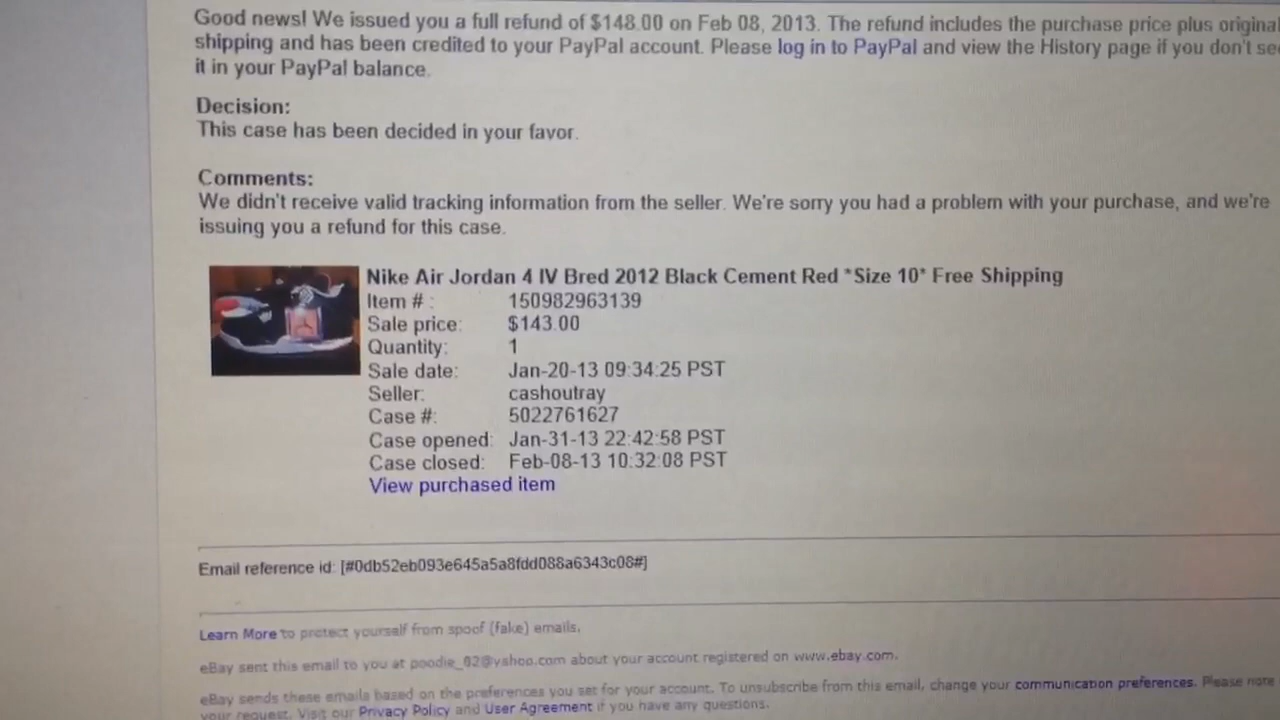 Good news! We issued you a full refund of $148.00 on Feb 08, 2013. The refund includes the purchase price plus original
shipping and has been credited to your PayPal account. Please log in to PayPal and view the History page if you don't see
it in your PayPal balance.
Decision:
This case has been decided in your favor.
Comments:
We didn't receive valid tracking information from the seller. We're sorry you had a problem with your purchase, and we're
issuing you a refund for this case.
Nike Air Jordan 4 IV Bred 2012 Black Cement Red *Size 10* Free Shipping
Item # : 150982963139
Sale price: $143.00
Quantity: 1
Sale date: Jan-20-13 09:34:25 PST
Seller: cashoutray
Case #: 5022761627
Case opened: Jan-31-13 22:42:58 PST
Case closed: Feb-08-13 10:32:08 PST
View purchased item
Email reference id: [#0db52eb093e645a5a8fdd088a6343c08#]
Learn More to protect yourself from spoof (fake) emails.
eBay sent this email to you at poodie_02@yahoo.com about your account registered on www.ebay.com.
eBay sends these emails based on the preferences you set for your account. To unsubscribe from this email, change your communication preferences. Please note
your request. Visit our Privacy Policy and User Agreement if you have any questions.